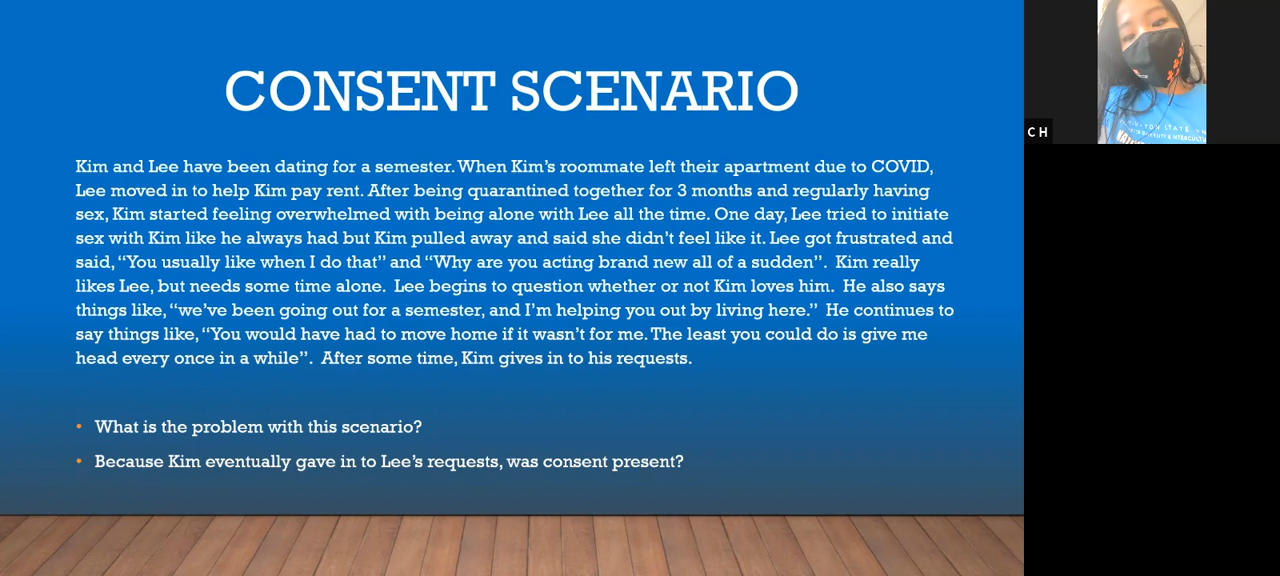 CONSENT SCENARIO
Kim and Lee have been dating for a semester. When Kim's roommate left their apartment due to COVID,
Lee moved in to help Kim pay rent. After being quarantined together for 3 months and regularly having
sex, Kim started feeling overwhelmed with being alone with Lee all the time. One day, Lee tried to initiate
sex with Kim like he always had but Kim pulled away and said she didn't feel like it. Lee got frustrated and
said, “You usually like when I do that” and “Why are you acting brand new all of a sudden”.  Kim really
likes Lee, but needs some time alone.  Lee begins to question whether or not Kim loves him.  He also says
things like, “we've been going out for a semester, and I'm helping you out by living here.”  He continues to
say things like, “You would have had to move home if it wasn't for me. The least you could do is give me
head every once in a while”.  After some time, Kim gives in to his requests.
• What is the problem with this scenario?
• Because Kim eventually gave in to Lee's requests, was consent present?
C H
STATE